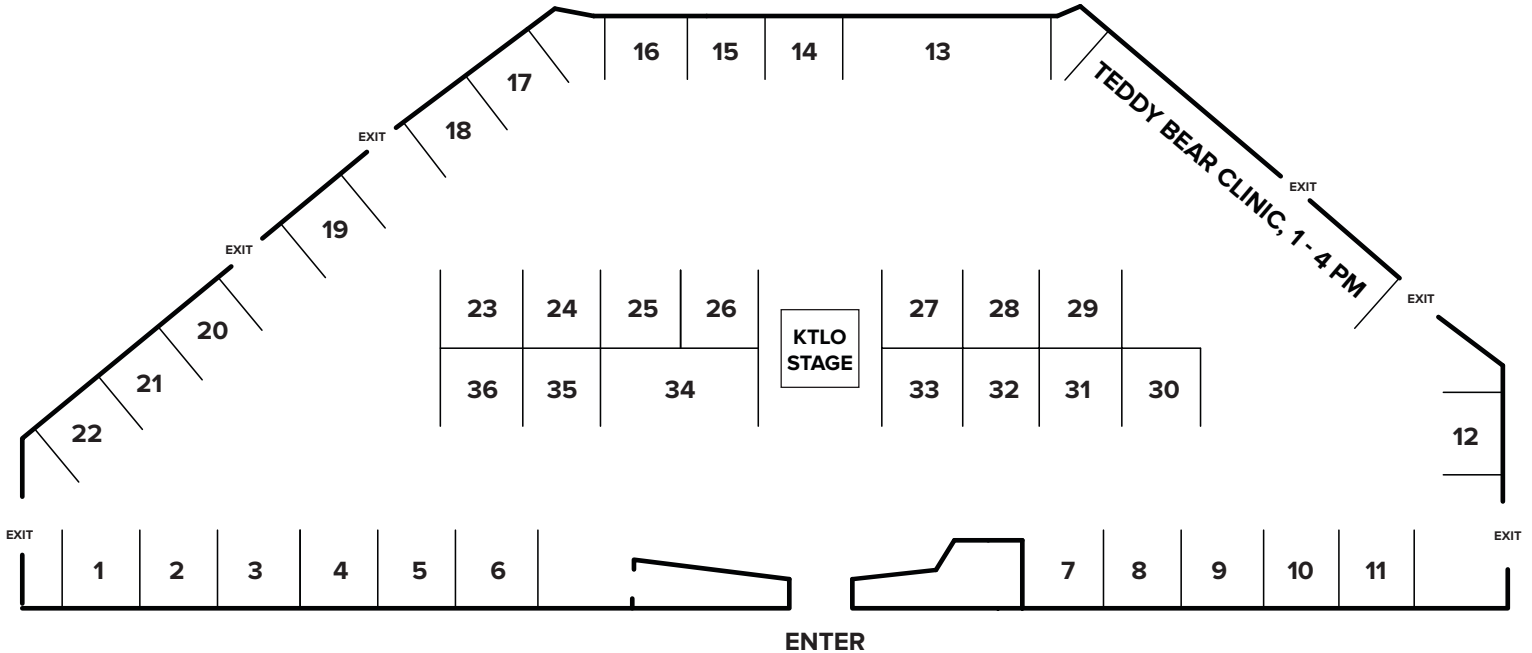 16 15 14 13
17
18
EXIT
TEDDY BEAR CLINIC, 1 - 4 PM
EXIT
19
EXIT
EXIT
20
21
22
23 24 25 26
KTLO
STAGE
27 28 29
36 35 34
33 32 31 30
12
EXIT
EXIT
1 2 3 4 5 6
7 8 9 10 11
ENTER